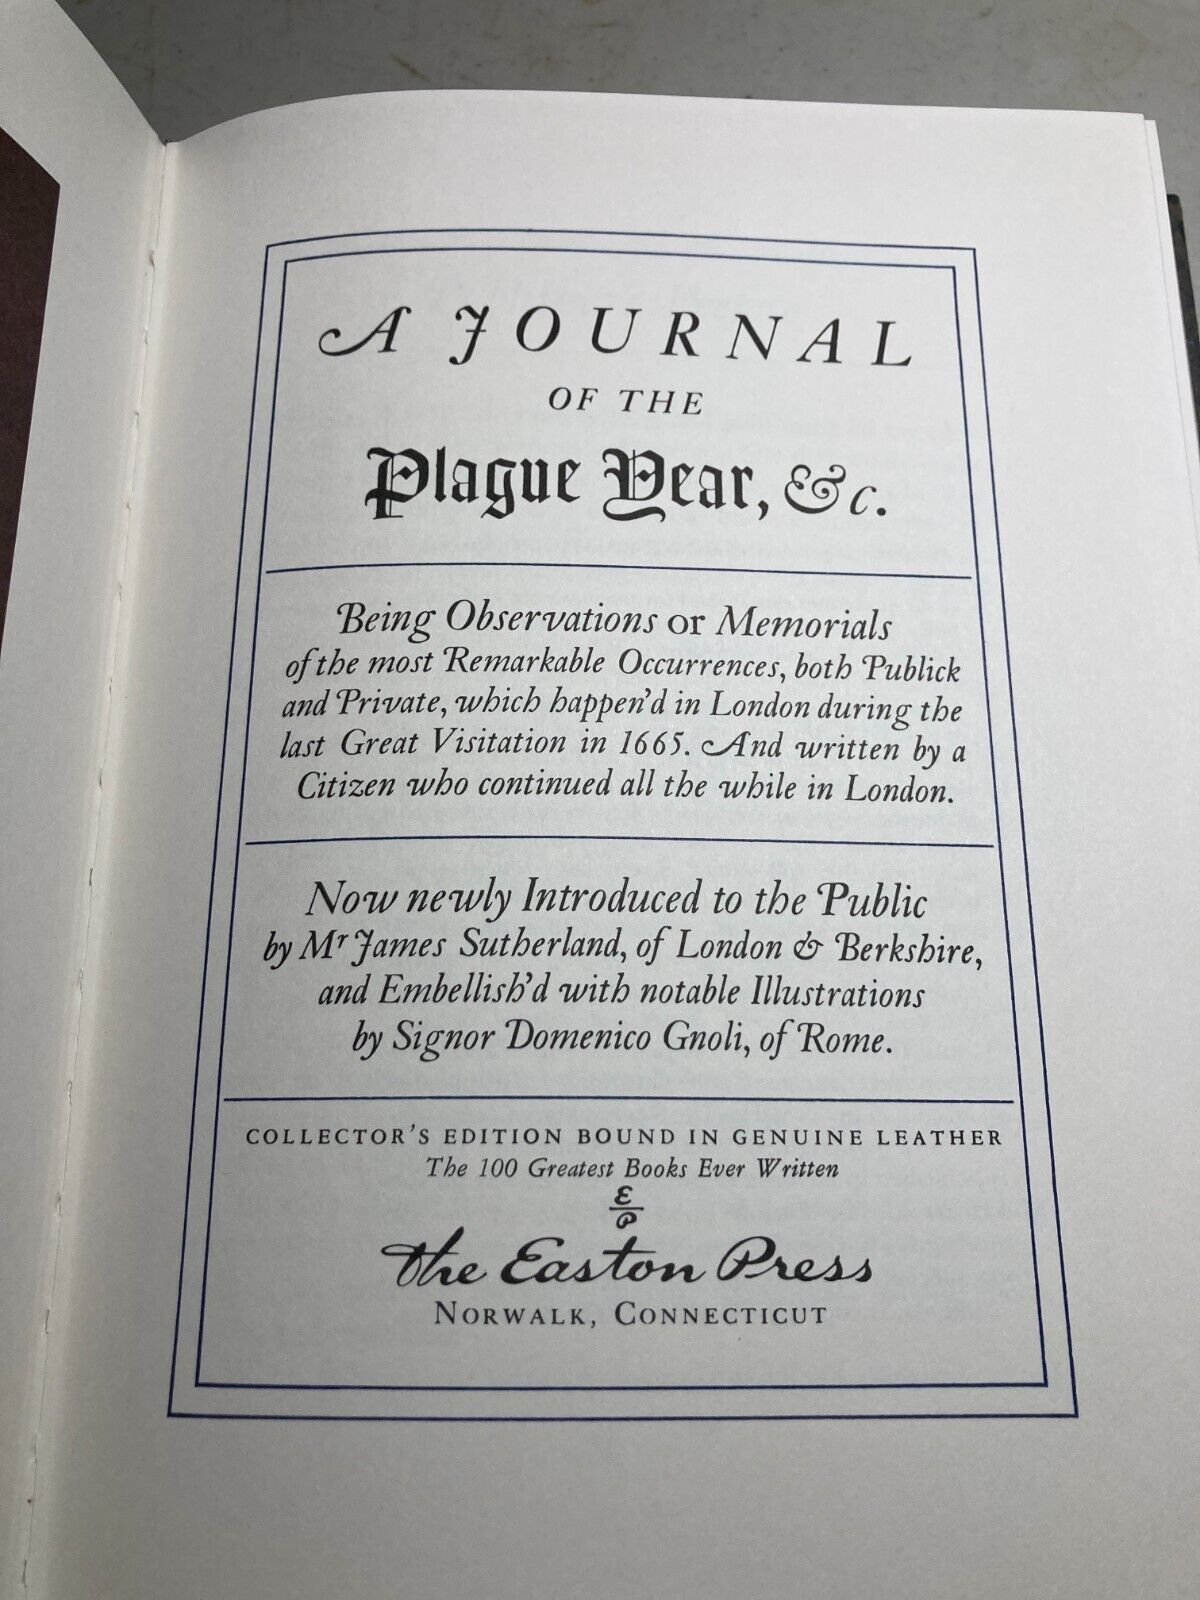 A JOURNAL
OF THE
Plague Year, &c.
Being Observations or Memorials
of the most Remarkable Occurrences, both Publick
and Private, which happen'd in London during the
last Great Visitation in 1665. And written by a
Citizen who continued all the while in London.
Now newly Introduced to the Public
by Mr James Sutherland, of London & Berkshire,
and Embellish'd with notable Illustrations
by Signor Domenico Gnoli, of Rome.
COLLECTOR'S EDITION BOUND IN GENUINE LEATHER
The 100 Greatest Books Ever Written
E
P
The Easton Press
NORWALK, CONNECTICUT